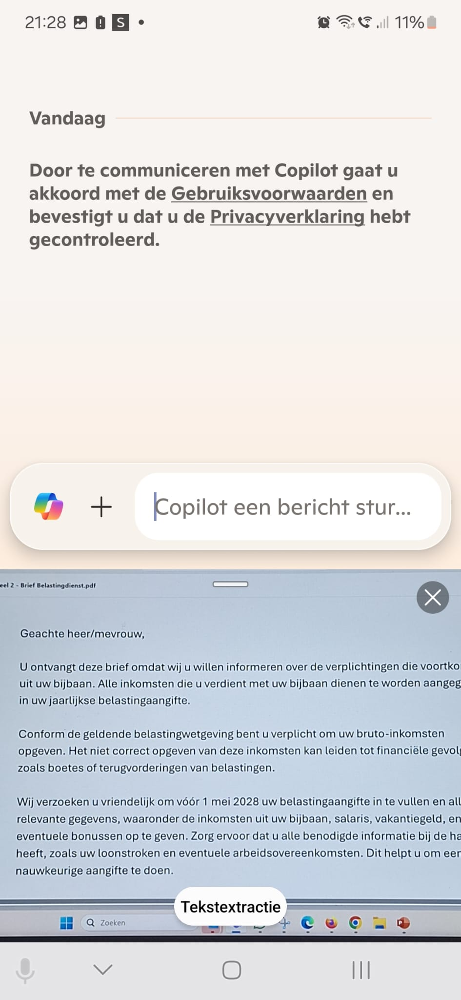 21:28
S
11%
Vandaag
Door te communiceren met Copilot gaat u
akkoord met de Gebruiksvoorwaarden en
bevestigt u dat u de Privacyverklaring hebt
gecontroleerd.
Copilot een bericht stur...
eel 2 - Brief Belastingdienst.pdf
Geachte heer/mevrouw,
U ontvangt deze brief omdat wij u willen informeren over de verplichtingen die voortko
uit uw bijbaan. Alle inkomsten die u verdient met uw bijbaan dienen te worden aangeg
in uw jaarlijkse belastingaangifte.
Conform de geldende belastingwetgeving bent u verplicht om uw bruto-inkomsten
opgeven. Het niet correct opgeven van deze inkomsten kan leiden tot financiële gevolg
zoals boetes of terugvorderingen van belastingen.
Wij verzoeken u vriendelijk om vóór 1 mei 2028 uw belastingaangifte in te vullen en all
relevante gegevens, waaronder de inkomsten uit uw bijbaan, salaris, vakantiegeld, en
eventuele bonussen op te geven. Zorg ervoor dat u alle benodigde informatie bij de ha
heeft, zoals uw loonstroken en eventuele arbeidsovereenkomsten. Dit helpt u om een
nauwkeurige aangifte te doen.
Tekstextractie
Zoeken